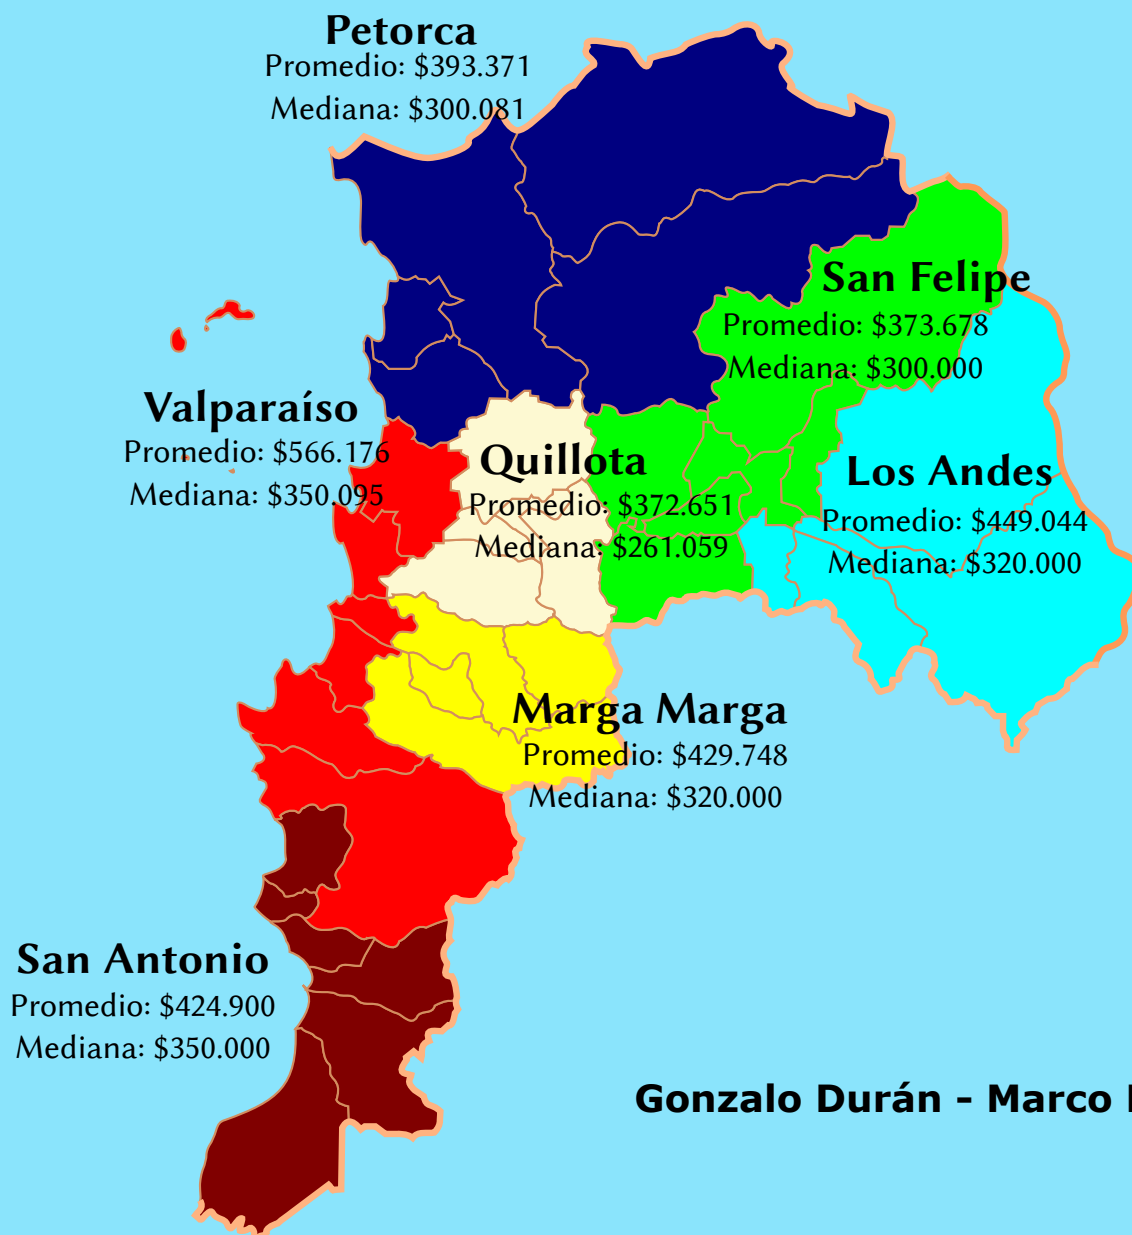 Petorca
Promedio: $393.371
Mediana: $300.081
San Felipe
Promedio: $373.678
Mediana: $300.000
Valparaíso
Promedio: $566.176
Mediana: $350.095
Quillota
Promedio: $372.651
Mediana: $261.059
Los Andes
Promedio: $449.044
Mediana: $320.000
Marga Marga
Promedio: $429.748
Mediana: $320.000
San Antonio
Promedio: $424.900
Mediana: $350.000
Gonzalo Durán - Marco